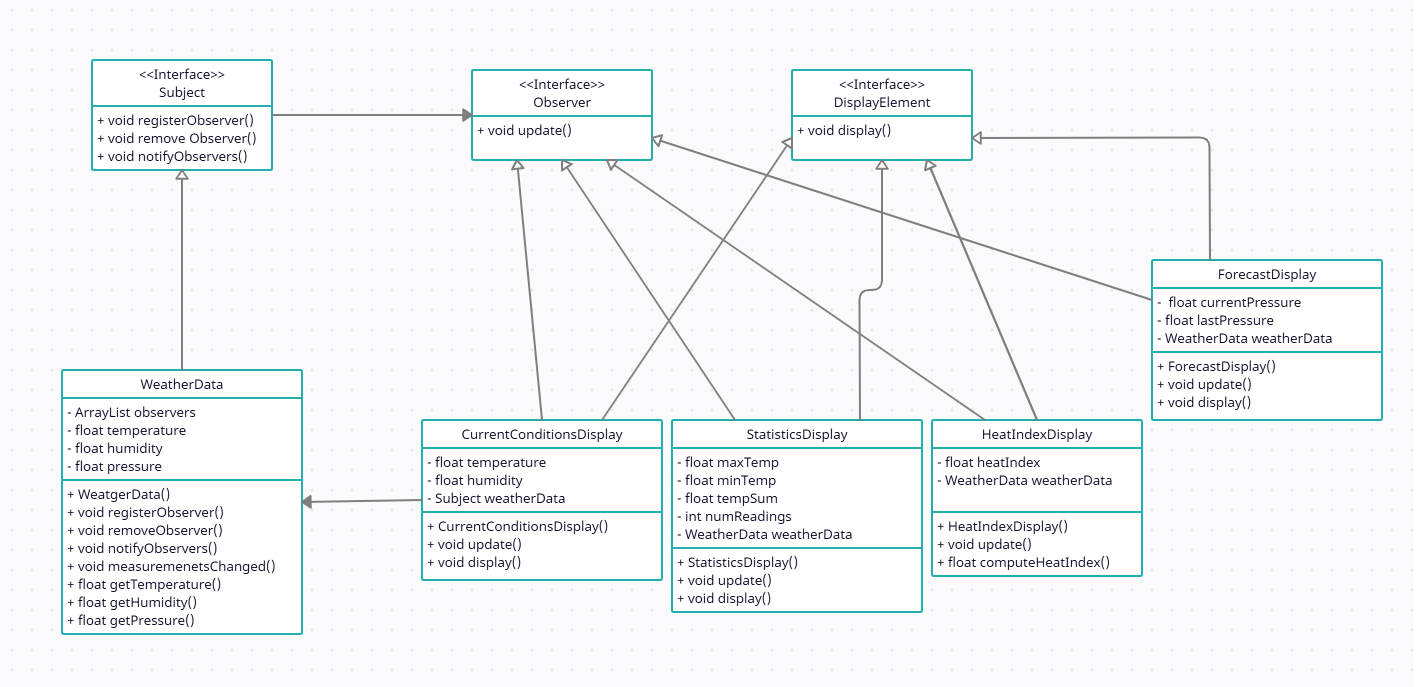 <<Interface>>
Subject
+ void registerObserver()
+ void remove Observer()
+ void notifyObservers()
<<Interface>>
Observer
+ void update()
<<Interface>>
DisplayElement
+ void display()
ForecastDisplay
-  float currentPressure
- float lastPressure
- WeatherData weatherData
+ ForecastDisplay()
+ void update()
+ void display()
WeatherData
- ArrayList observers
- float temperature
- float humidity
- float pressure
+ WeatgerData()
+ void registerObserver()
+ void removeObserver()
+ void notifyObservers()
+ void measuremenetsChanged()
+ float getTemperature()
+ float getHumidity()
+ float getPressure()
CurrentConditionsDisplay
- float temperature
- float humidity
- Subject weatherData
+ CurrentConditionsDisplay()
+ void update()
+ void display()
StatisticsDisplay
- float maxTemp
- float minTemp
- float tempSum
- int numReadings
- WeatherData weatherData
+ StatisticsDisplay()
+ void update()
+ void display()
HeatIndexDisplay
- float heatIndex
- WeatherData weatherData
+ HeatIndexDisplay()
+ void update()
+ float computeHeatIndex()